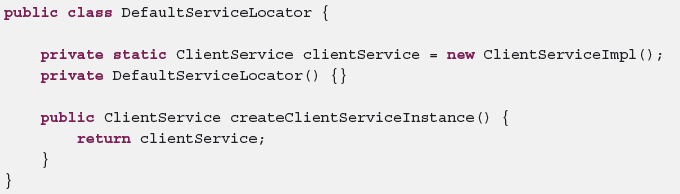 public class DefaultServiceLocator {
private static ClientService clientService = new ClientServiceImpl();
private DefaultServiceLocator() {}
public ClientService createClientServiceInstance() {
return clientService;
}
}